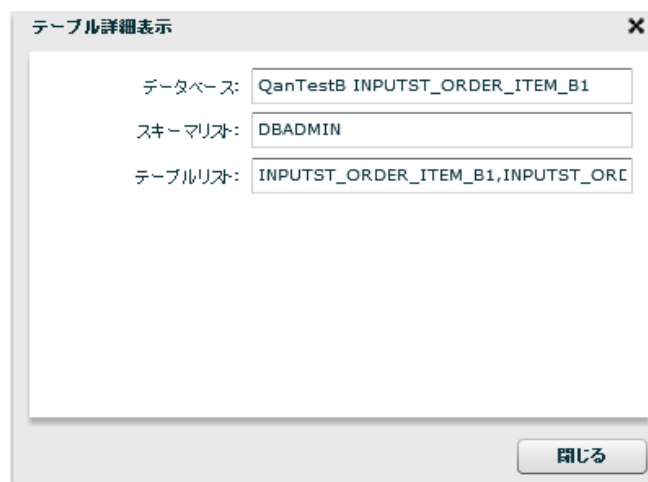 テーブル詳細表示
データベース: QanTestB INPUTST_ORDER_ITEM_B1
スキーマリスト: DBADMIN
テーブルリスト: INPUTST_ORDER_ITEM_B1,INPUTST_ORD
閉じる